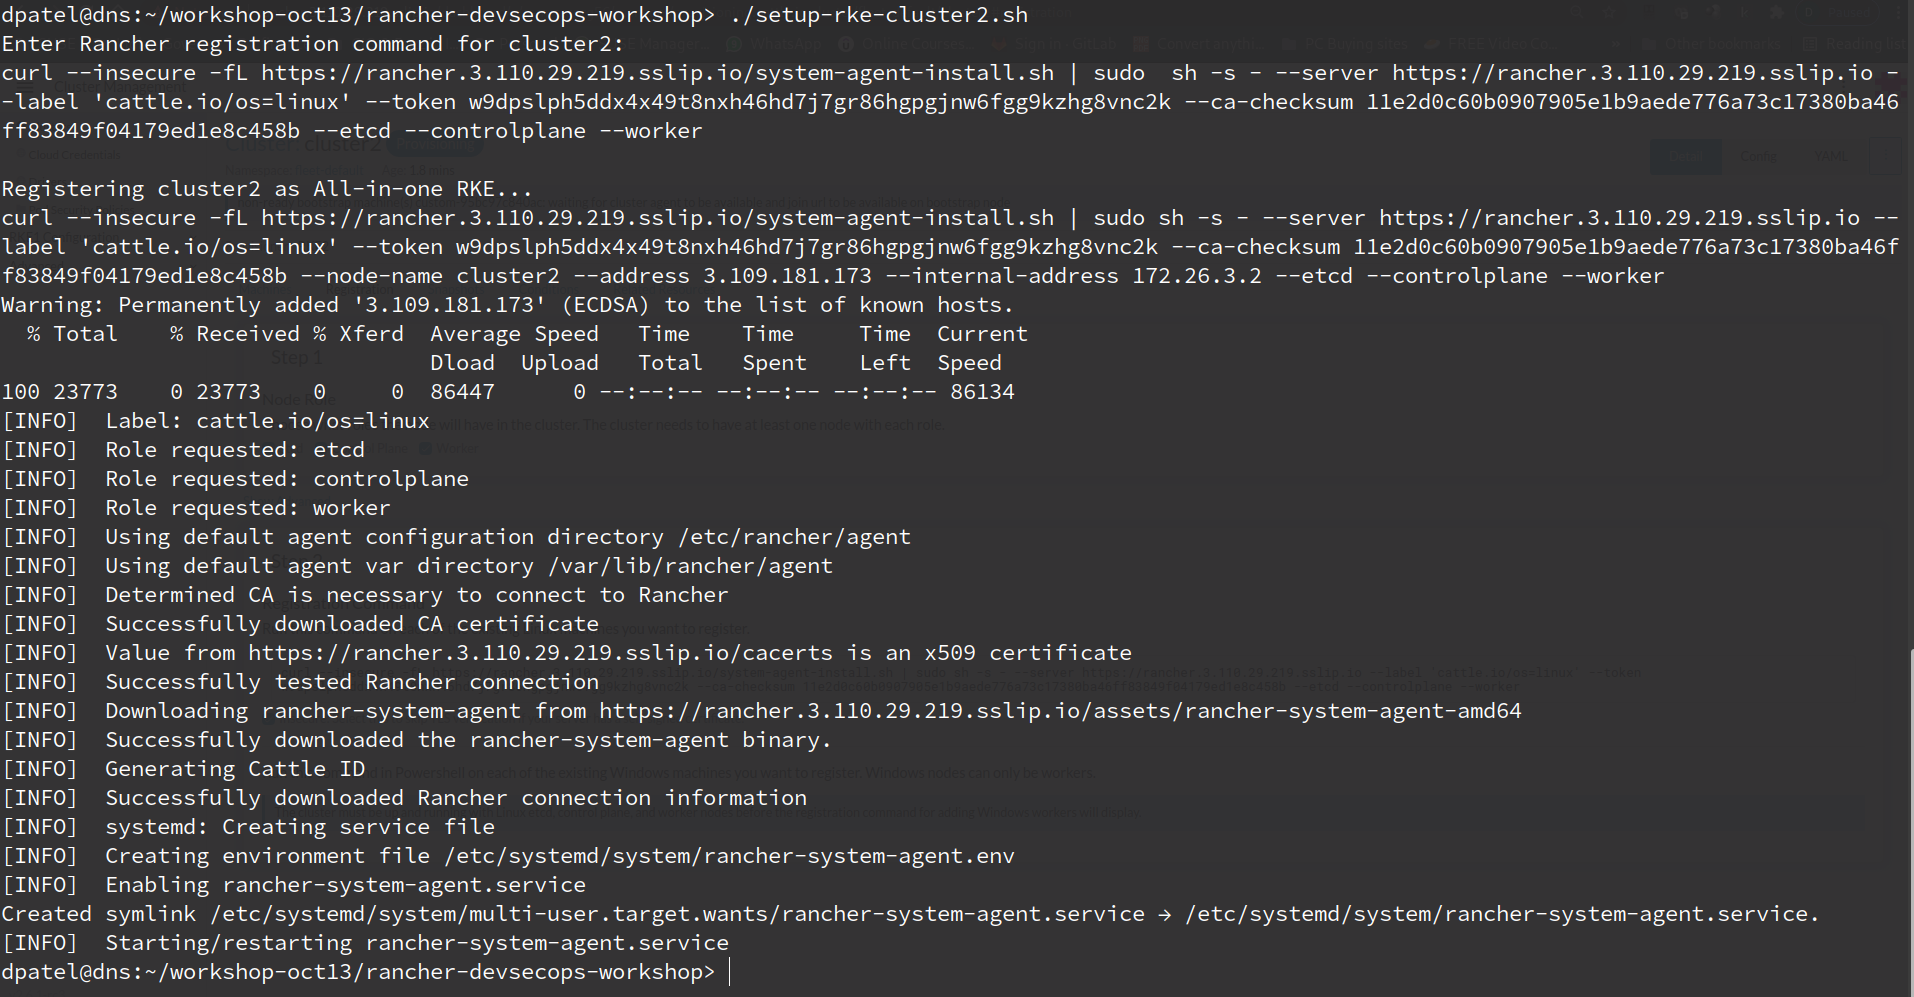 dpatel@dns:~/workshop-oct13/rancher-devsecops-workshop> ./setup-rke-cluster2.sh
Enter Rancher registration command for cluster2:
curl --insecure -fL https://rancher.3.110.29.219.sslip.io/system-agent-install.sh | sudo  sh -s - --server https://rancher.3.110.29.219.sslip.io -
-label 'cattle.io/os=linux' --token w9dpslph5ddx4x49t8nxh46hd7j7gr86hgpgjnw6fgg9kzhg8vnc2k --ca-checksum 11e2d0c60b0907905e1b9aede776a73c17380ba46
ff83849f04179ed1e8c458b --etcd --controlplane --worker
Registering cluster2 as All-in-one RKE...
curl --insecure -fL https://rancher.3.110.29.219.sslip.io/system-agent-install.sh | sudo sh -s - --server https://rancher.3.110.29.219.sslip.io --
label 'cattle.io/os=linux' --token w9dpslph5ddx4x49t8nxh46hd7j7gr86hgpgjnw6fgg9kzhg8vnc2k --ca-checksum 11e2d0c60b0907905e1b9aede776a73c17380ba46f
f83849f04179ed1e8c458b --node-name cluster2 --address 3.109.181.173 --internal-address 172.26.3.2 --etcd --controlplane --worker
Warning: Permanently added '3.109.181.173' (ECDSA) to the list of known hosts.
  % Total    % Received % Xferd  Average Speed   Time    Time     Time  Current
                                 Dload  Upload   Total   Spent    Left  Speed
100 23773    0 23773    0     0  86447      0 --:--:-- --:--:-- --:--:-- 86134
[INFO]  Label: cattle.io/os=linux
[INFO]  Role requested: etcd
[INFO]  Role requested: controlplane
[INFO]  Role requested: worker
[INFO]  Using default agent configuration directory /etc/rancher/agent
[INFO]  Using default agent var directory /var/lib/rancher/agent
[INFO]  Determined CA is necessary to connect to Rancher
[INFO]  Successfully downloaded CA certificate
[INFO]  Value from https://rancher.3.110.29.219.sslip.io/cacerts is an x509 certificate
[INFO]  Successfully tested Rancher connection
[INFO]  Downloading rancher-system-agent from https://rancher.3.110.29.219.sslip.io/assets/rancher-system-agent-amd64
[INFO]  Successfully downloaded the rancher-system-agent binary.
[INFO]  Generating Cattle ID
[INFO]  Successfully downloaded Rancher connection information
[INFO]  systemd: Creating service file
[INFO]  Creating environment file /etc/systemd/system/rancher-system-agent.env
[INFO]  Enabling rancher-system-agent.service
Created symlink /etc/systemd/system/multi-user.target.wants/rancher-system-agent.service → /etc/systemd/system/rancher-system-agent.service.
[INFO]  Starting/restarting rancher-system-agent.service
dpatel@dns:~/workshop-oct13/rancher-devsecops-workshop>